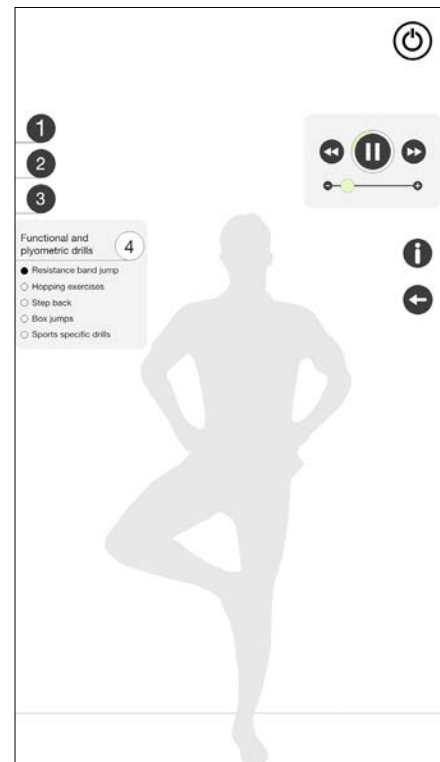 1
2
3
Functional and
plyometric drills
4
Resistance band jump
Hopping exercises
Step back
Box jumps
Sports specific drills
i